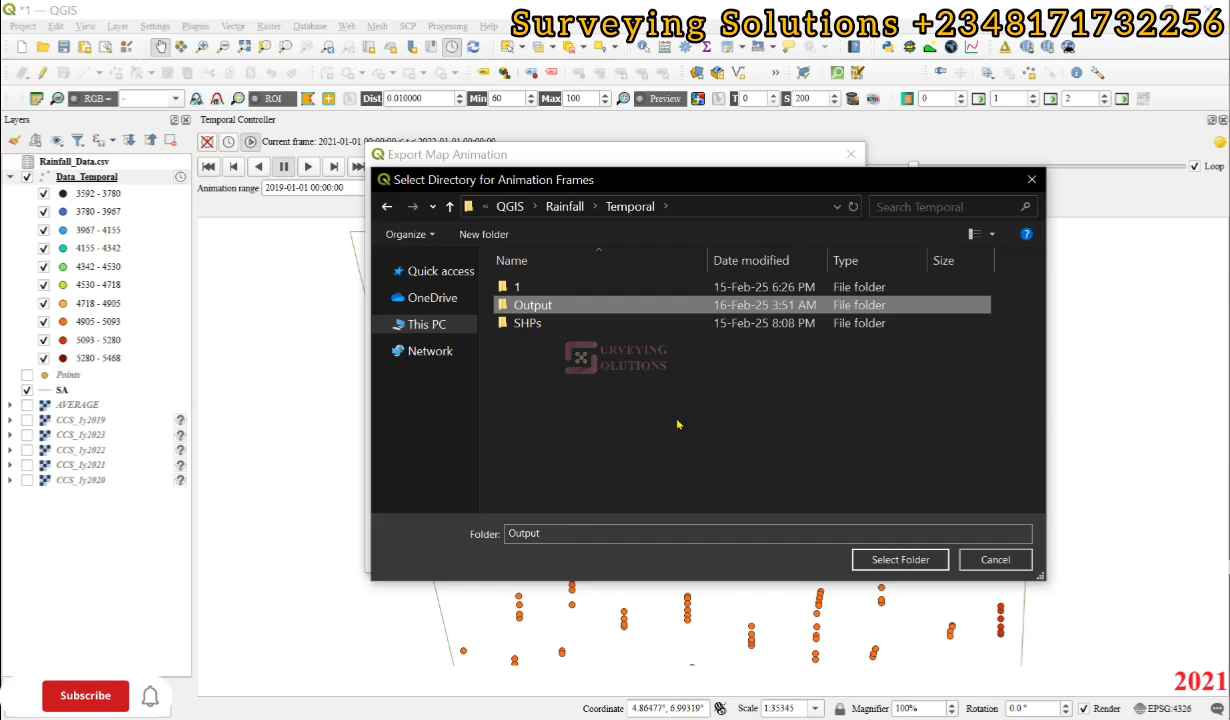 *1 — QGIS
Surveying Solutions +2348171732256
Project Edit View Layer Settings Plugins Vector Raster Database Web Mesh SCP Processing Help
RGB = - ROI Dist 0.010000 Min 60 Max 100 Preview T 0 S 200 KML 0 1 2
Layers
Temporal Controller
Rainfall_Data.csv
Current frame: 2021-01-01 00:00:00 ≤ t < 2022-01-01 00:00:00
Export Map Animation
Loop
Data_Temporal
Animation range 2019-01-01 00:00:00
Select Directory for Animation Frames
« QGIS › Rainfall › Temporal ›
Search Temporal
Organize
New folder
Quick access
OneDrive
This PC
Network
Name Date modified Type Size
1 15-Feb-25 6:26 PM File folder
Output 16-Feb-25 3:51 AM File folder
SHPs 15-Feb-25 8:08 PM File folder
SURVEYING
SOLUTIONS
Folder: Output
Select Folder
Cancel
3592 - 3780
3780 - 3967
3967 - 4155
4155 - 4342
4342 - 4530
4530 - 4718
4718 - 4905
4905 - 5093
5093 - 5280
5280 - 5468
Points
SA
AVERAGE
CCS_1y2019 ?
CCS_1y2023 ?
CCS_1y2022 ?
CCS_1y2021 ?
CCS_1y2020 ?
2021
Subscribe
Coordinate 4.86477°, 6.99319° Scale 1:35345 Magnifier 100% Rotation 0.0 ° Render EPSG:4326